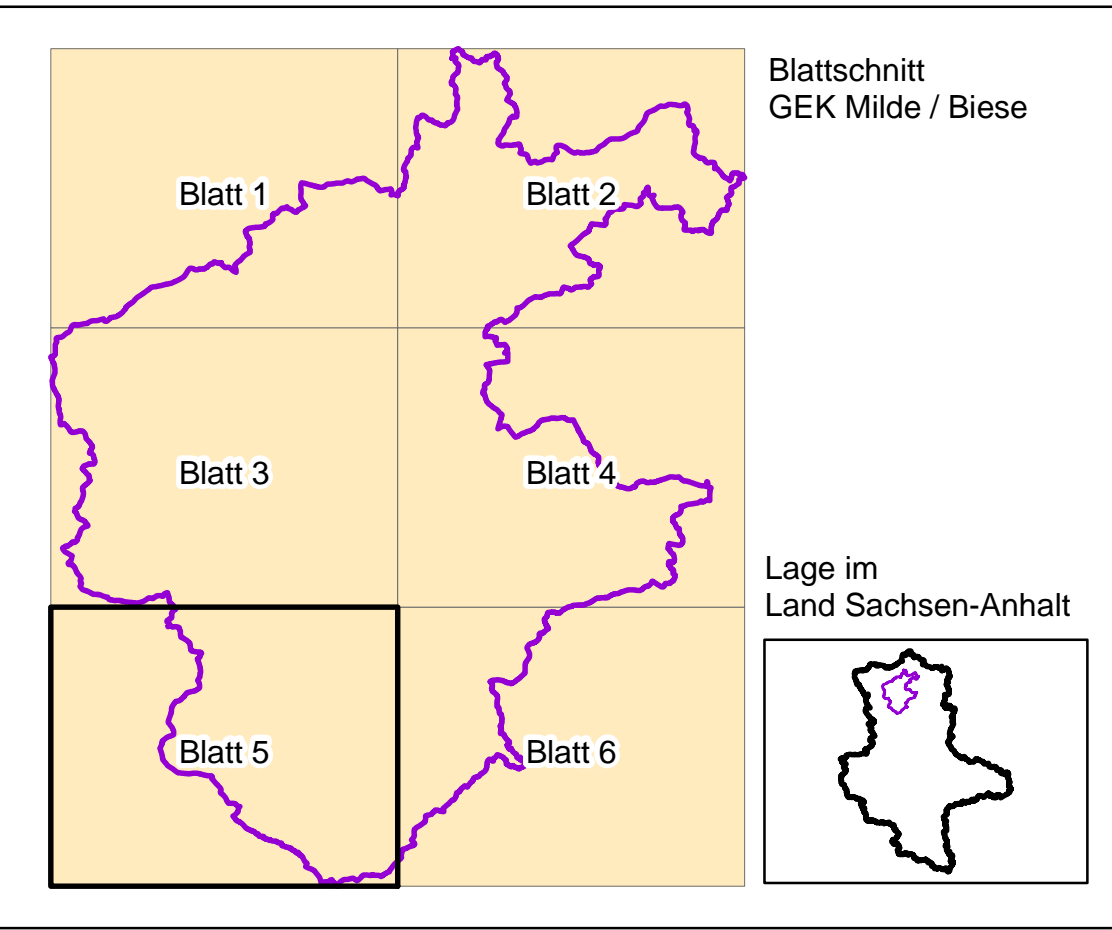 Blattschnitt
GEK Milde / Biese
Blatt 1
Blatt 2
Blatt 3
Blatt 4
Lage im
Land Sachsen-Anhalt
Blatt 5
Blatt 6